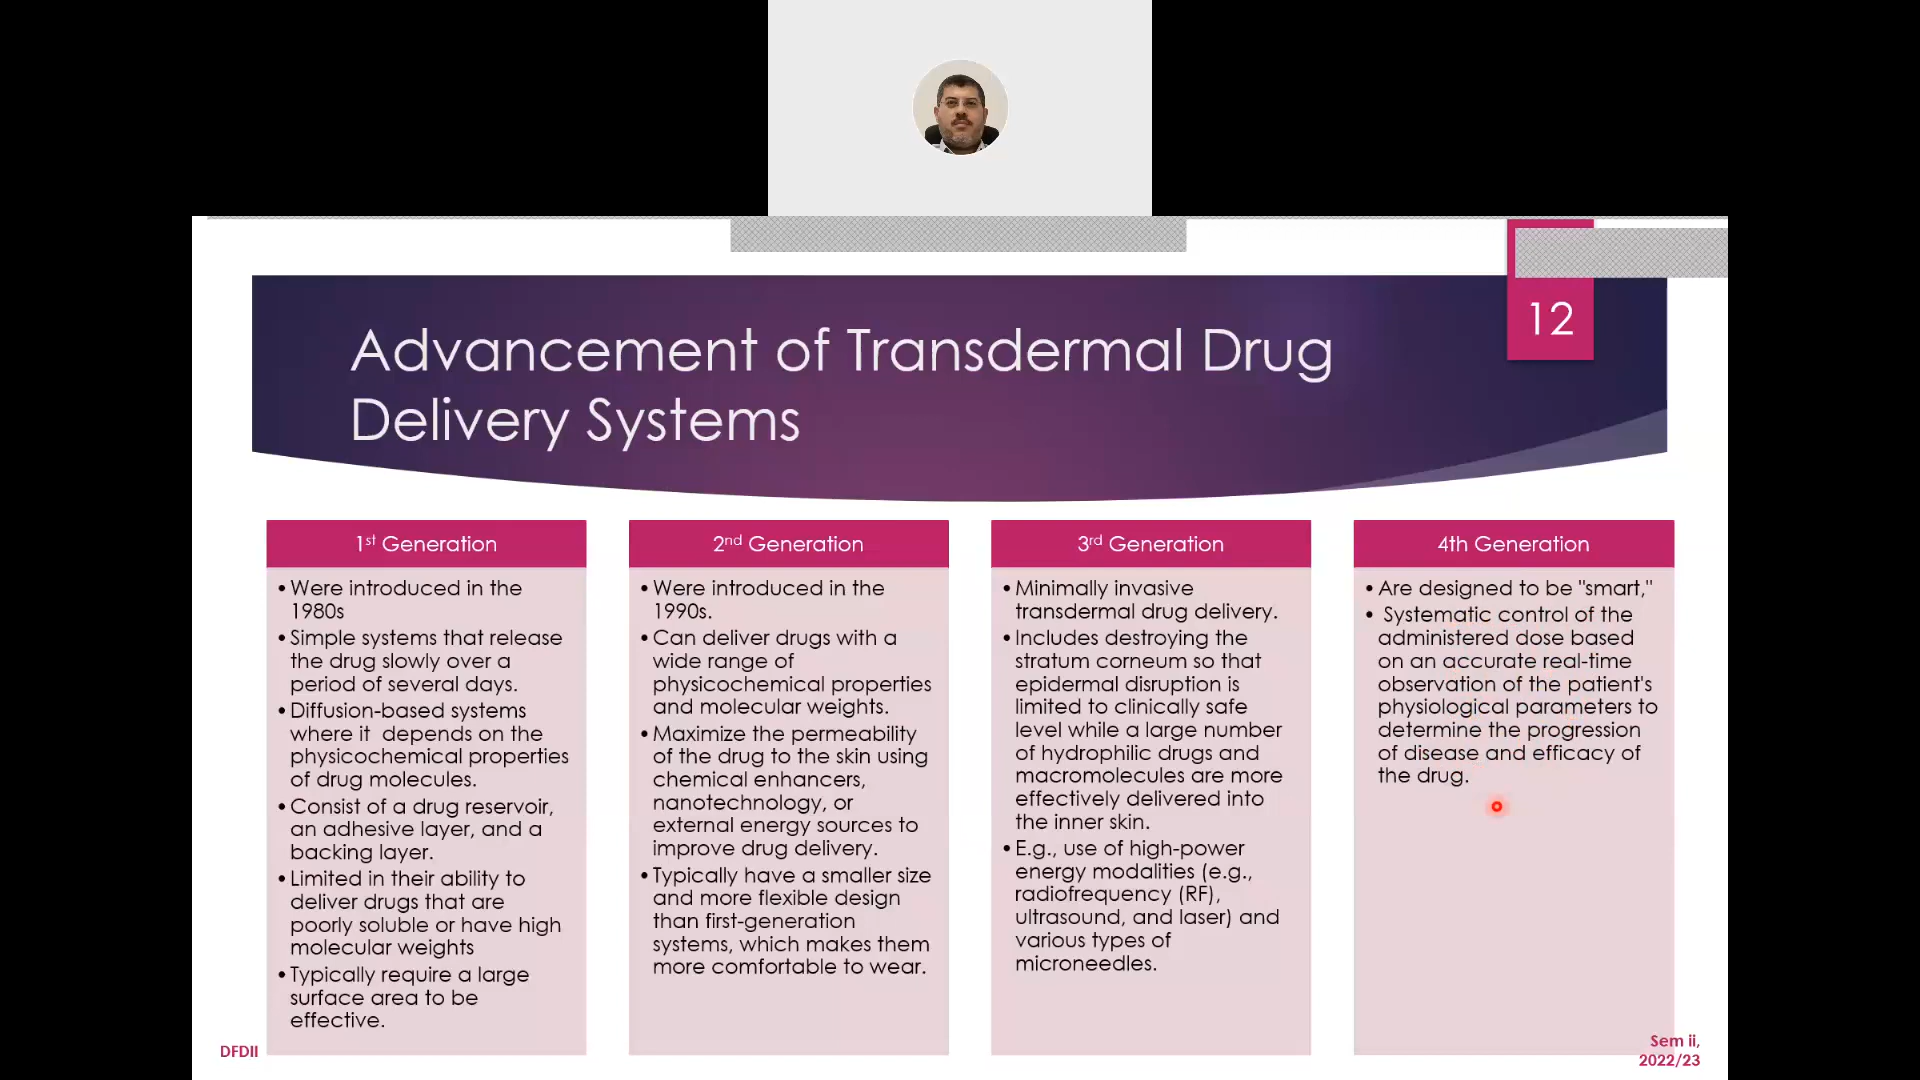 12
Advancement of Transdermal Drug
Delivery Systems
1st Generation
•Were introduced in the
1980s
•Simple systems that release
the drug slowly over a
period of several days.
•Diffusion-based systems
where it  depends on the
physicochemical properties
of drug molecules.
•Consist of a drug reservoir,
an adhesive layer, and a
backing layer.
•Limited in their ability to
deliver drugs that are
poorly soluble or have high
molecular weights
•Typically require a large
surface area to be
effective.
2nd Generation
•Were introduced in the
1990s.
•Can deliver drugs with a
wide range of
physicochemical properties
and molecular weights.
•Maximize the permeability
of the drug to the skin using
chemical enhancers,
nanotechnology, or
external energy sources to
improve drug delivery.
•Typically have a smaller size
and more flexible design
than first-generation
systems, which makes them
more comfortable to wear.
3rd Generation
•Minimally invasive
transdermal drug delivery.
•Includes destroying the
stratum corneum so that
epidermal disruption is
limited to clinically safe
level while a large number
of hydrophilic drugs and
macromolecules are more
effectively delivered into
the inner skin.
•E.g., use of high-power
energy modalities (e.g.,
radiofrequency (RF),
ultrasound, and laser) and
various types of
microneedles.
4th Generation
•Are designed to be "smart,"
• Systematic control of the
administered dose based
on an accurate real-time
observation of the patient's
physiological parameters to
determine the progression
of disease and efficacy of
the drug.
DFDII
Sem ii,
2022/23